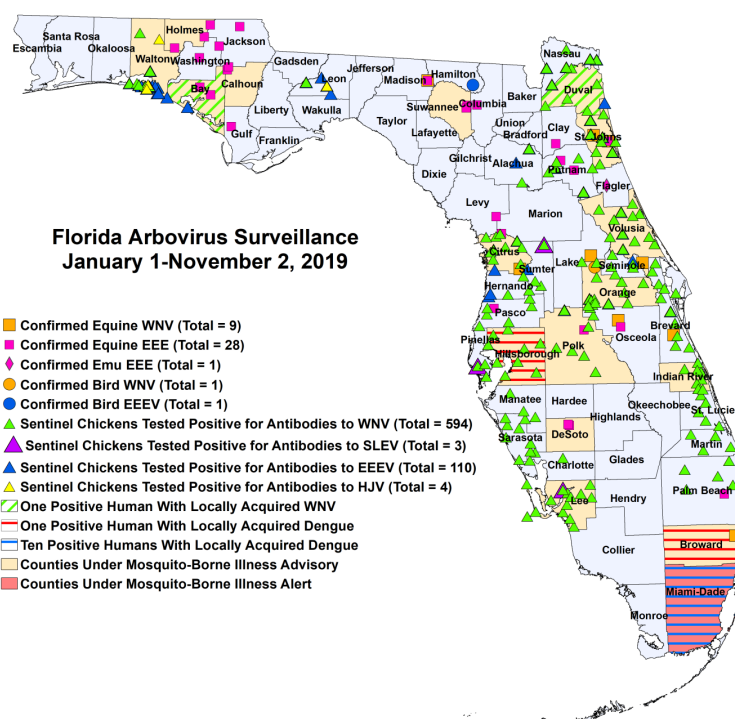 Holmes
Santa Rosa
Jackson
Escambia
Okaloosa
Walton
Washington
Gadsden
Jefferson
Leon
Madison
Hamilton
Nassau
Bay
Calhoun
Suwannee
Columbia
Baker
Duval
Liberty
Wakulla
Taylor
Lafayette
Union
Bradford
Clay
St. Johns
Gulf
Franklin
Gilchrist
Alachua
Putnam
Dixie
Flagler
Levy
Marion
Volusia
Florida Arbovirus Surveillance
January 1-November 2, 2019
Citrus
Sumter
Lake
Seminole
Hernando
Orange
Pasco
Confirmed Equine WNV (Total = 9)
Confirmed Equine EEE (Total = 28)
Confirmed Emu EEE (Total = 1)
Confirmed Bird WNV (Total = 1)
Confirmed Bird EEEV (Total = 1)
Sentinel Chickens Tested Positive for Antibodies to WNV (Total = 594)
Sentinel Chickens Tested Positive for Antibodies to SLEV (Total = 3)
Sentinel Chickens Tested Positive for Antibodies to EEEV (Total = 110)
Sentinel Chickens Tested Positive for Antibodies to HJV (Total = 4)
One Positive Human With Locally Acquired WNV
One Positive Human With Locally Acquired Dengue
Ten Positive Humans With Locally Acquired Dengue
Counties Under Mosquito-Borne Illness Advisory
Counties Under Mosquito-Borne Illness Alert
Brevard
Osceola
Pinellas
Hillsborough
Polk
Indian River
Manatee
Hardee
Okeechobee
Highlands
St. Lucie
Sarasota
DeSoto
Martin
Charlotte
Glades
Lee
Hendry
Palm Beach
Collier
Broward
Miami-Dade
Monroe